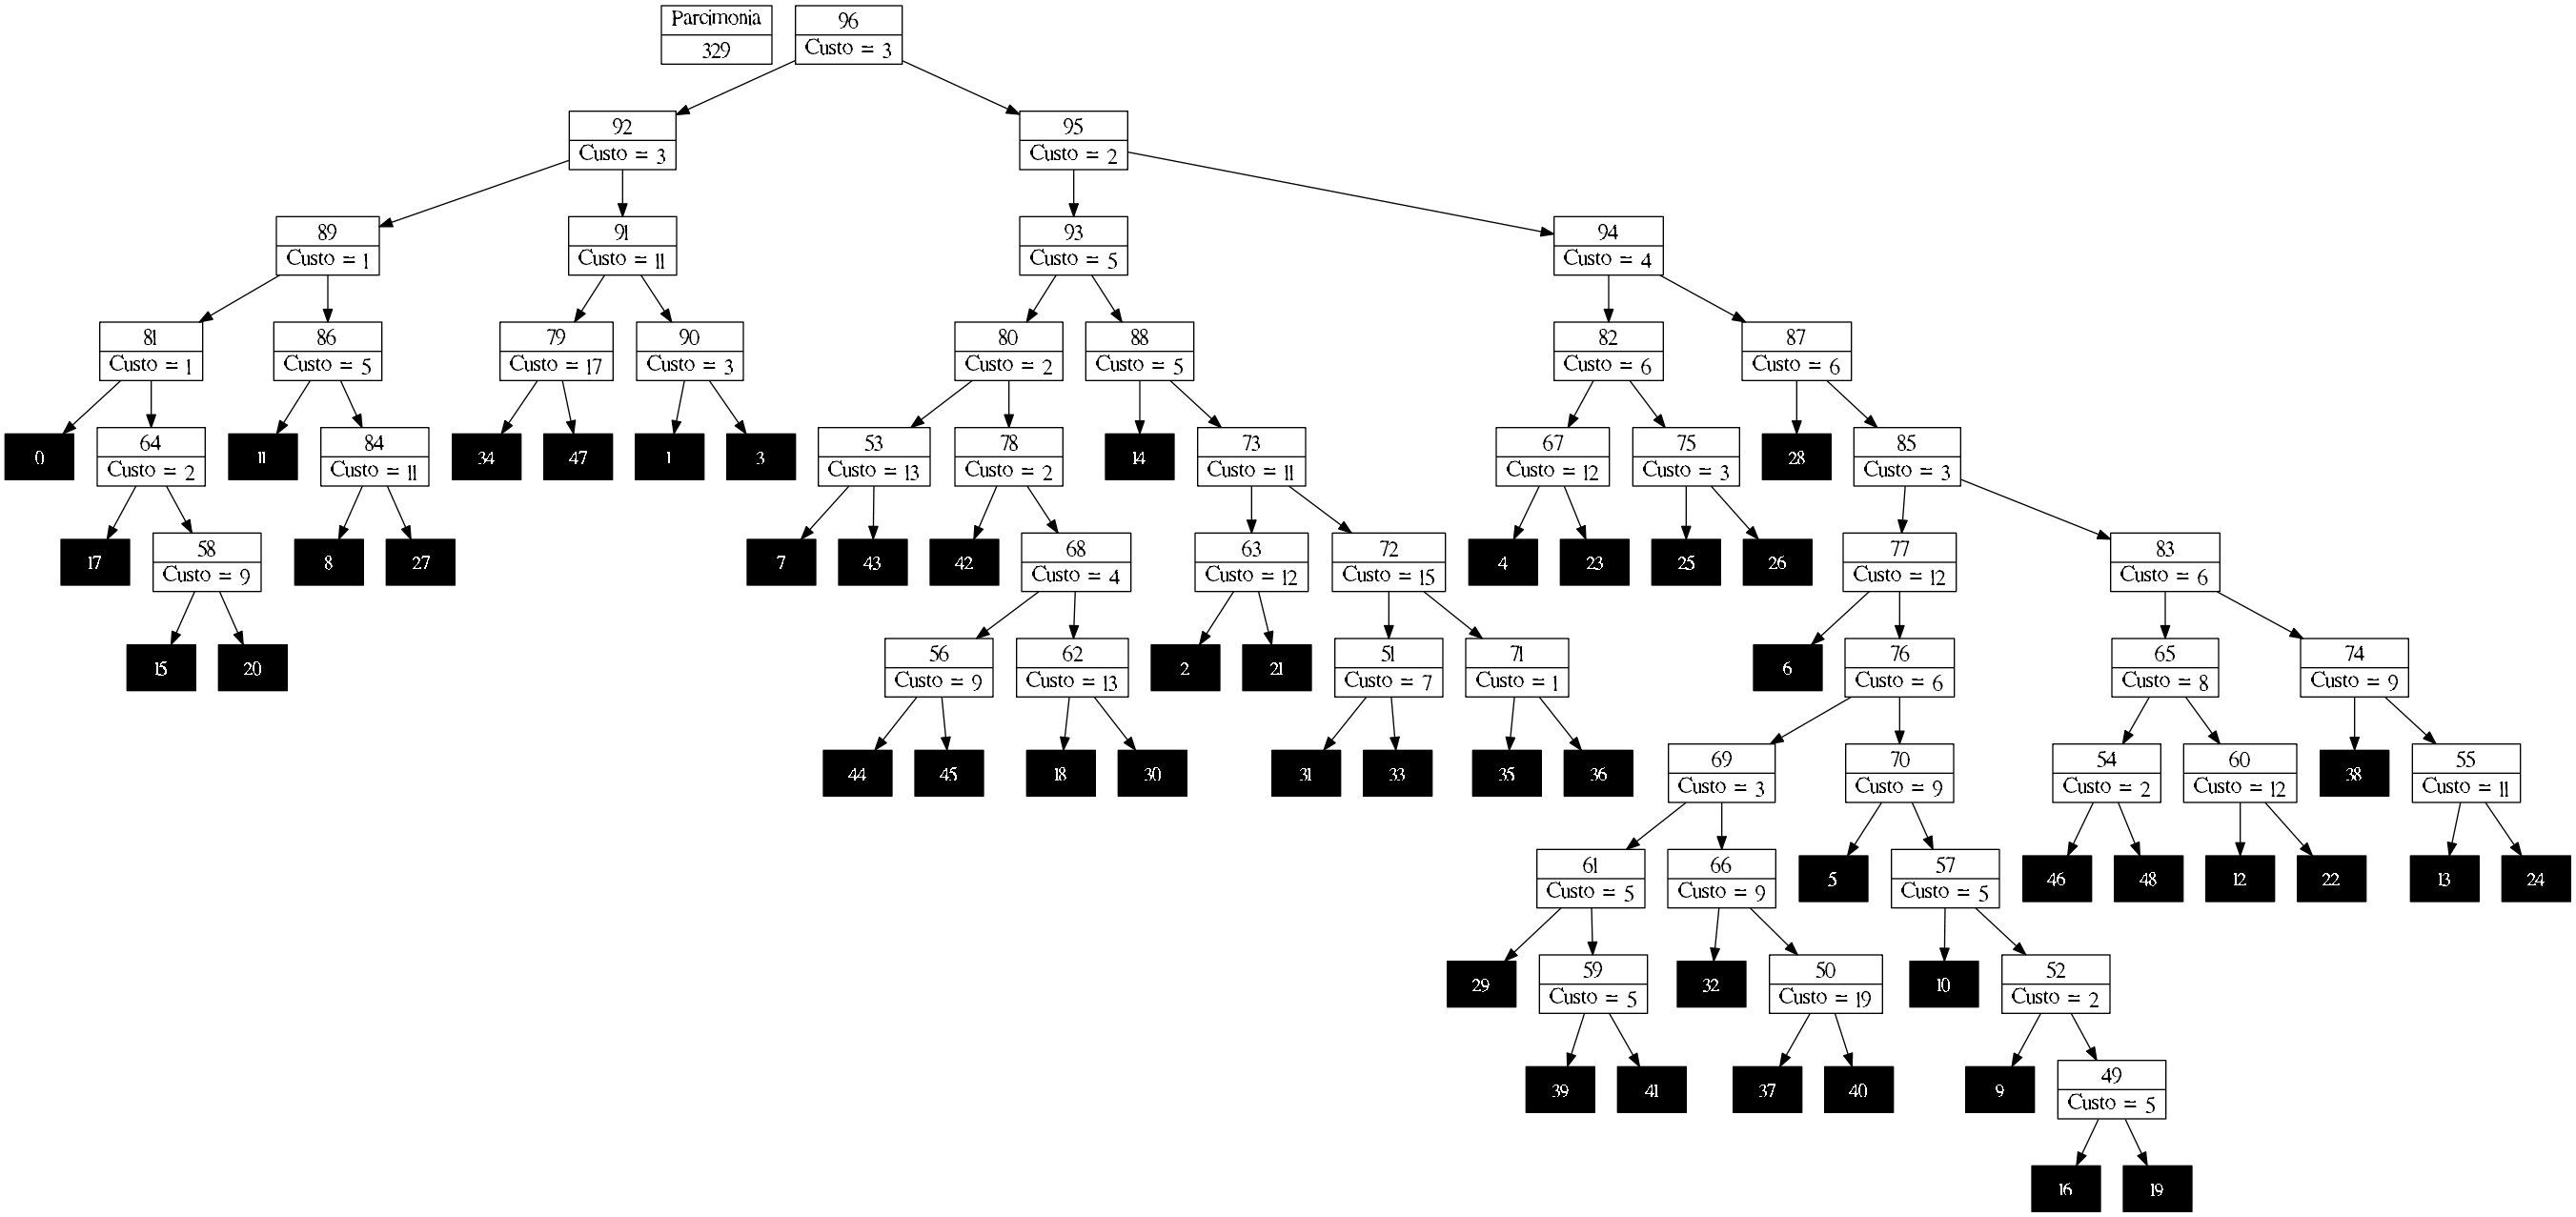 Parcimonia
329
96
Custo = 3
92
Custo = 3
95
Custo = 2
89
Custo = 1
91
Custo = 11
93
Custo = 5
94
Custo = 4
81
Custo = 1
86
Custo = 5
79
Custo = 17
90
Custo = 3
80
Custo = 2
88
Custo = 5
82
Custo = 6
87
Custo = 6
0
64
Custo = 2
11
84
Custo = 11
34
47
1
3
53
Custo = 13
78
Custo = 2
14
73
Custo = 11
67
Custo = 12
75
Custo = 3
28
85
Custo = 3
17
58
Custo = 9
8
27
7
43
42
68
Custo = 4
63
Custo = 12
72
Custo = 15
4
23
25
26
77
Custo = 12
83
Custo = 6
15
20
56
Custo = 9
62
Custo = 13
2
21
51
Custo = 7
71
Custo = 1
6
76
Custo = 6
65
Custo = 8
74
Custo = 9
44
45
18
30
31
33
35
36
69
Custo = 3
70
Custo = 9
54
Custo = 2
60
Custo = 12
38
55
Custo = 11
61
Custo = 5
66
Custo = 9
5
57
Custo = 5
46
48
12
22
13
24
29
59
Custo = 5
32
50
Custo = 19
10
52
Custo = 2
39
41
37
40
9
49
Custo = 5
16
19